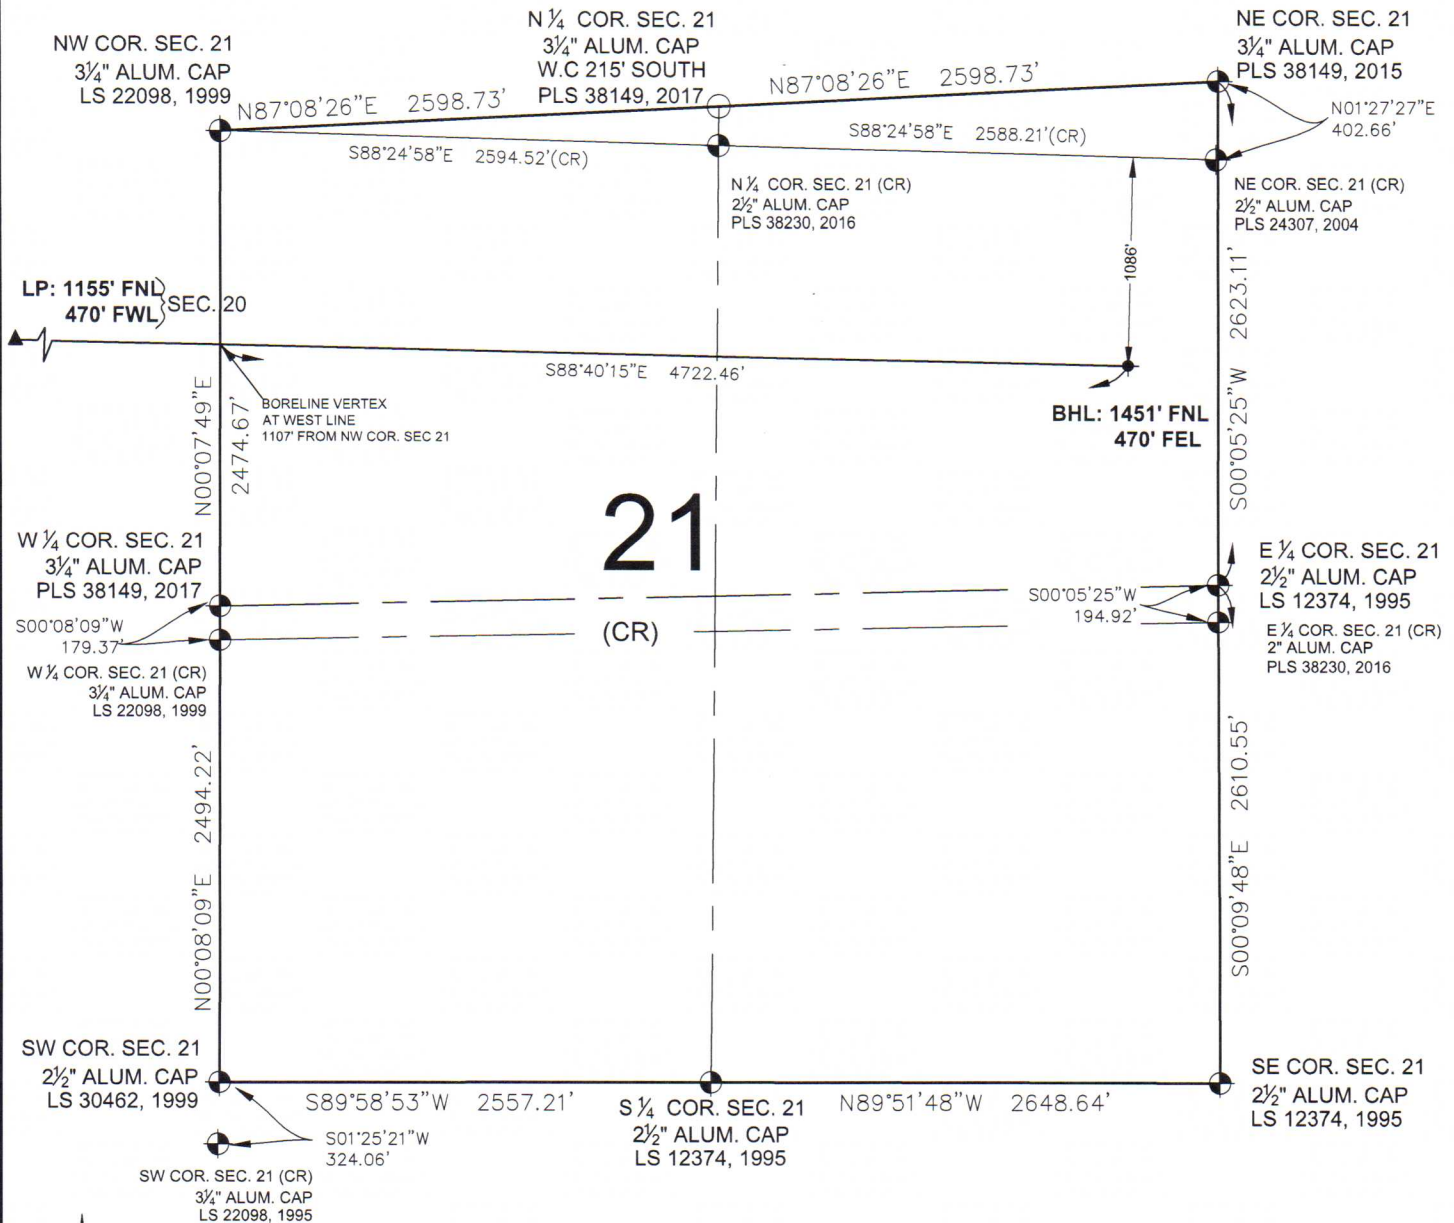 NW COR. SEC. 21
3¼" ALUM. CAP
LS 22098, 1999
N ¼ COR. SEC. 21
3¼" ALUM. CAP
W.C 215' SOUTH
PLS 38149, 2017
NE COR. SEC. 21
3¼" ALUM. CAP
PLS 38149, 2015
N87°08'26"E 2598.73'
N87°08'26"E 2598.73'
N01°27'27"E
402.66'
S88°24'58"E 2594.52'(CR)
S88°24'58"E 2588.21'(CR)
N ¼ COR. SEC. 21 (CR)
2½" ALUM. CAP
PLS 38230, 2016
NE COR. SEC. 21 (CR)
2½" ALUM. CAP
PLS 24307, 2004
1086'
LP: 1155' FNL
470' FWL
SEC. 20
S88°40'15"E 4722.46'
BORELINE VERTEX
AT WEST LINE
1107' FROM NW COR. SEC 21
BHL: 1451' FNL
470' FEL
N00°07'49"E
2474.67'
S00°05'25"W 2623.11'
21
W ¼ COR. SEC. 21
3¼" ALUM. CAP
PLS 38149, 2017
S00°08'09"W
179.37'
W ¼ COR. SEC. 21 (CR)
3¼" ALUM. CAP
LS 22098, 1999
(CR)
S00°05'25"W
194.92'
E ¼ COR. SEC. 21
2½" ALUM. CAP
LS 12374, 1995
E ¼ COR. SEC. 21 (CR)
2" ALUM. CAP
PLS 38230, 2016
N00°08'09"E 2494.22'
S00°09'48"E 2610.55'
SW COR. SEC. 21
2½" ALUM. CAP
LS 30462, 1999
S89°58'53"W 2557.21'
S ¼ COR. SEC. 21
2½" ALUM. CAP
LS 12374, 1995
N89°51'48"W 2648.64'
SE COR. SEC. 21
2½" ALUM. CAP
LS 12374, 1995
S01°25'21"W
324.06'
SW COR. SEC. 21 (CR)
3¼" ALUM. CAP
LS 22098, 1995